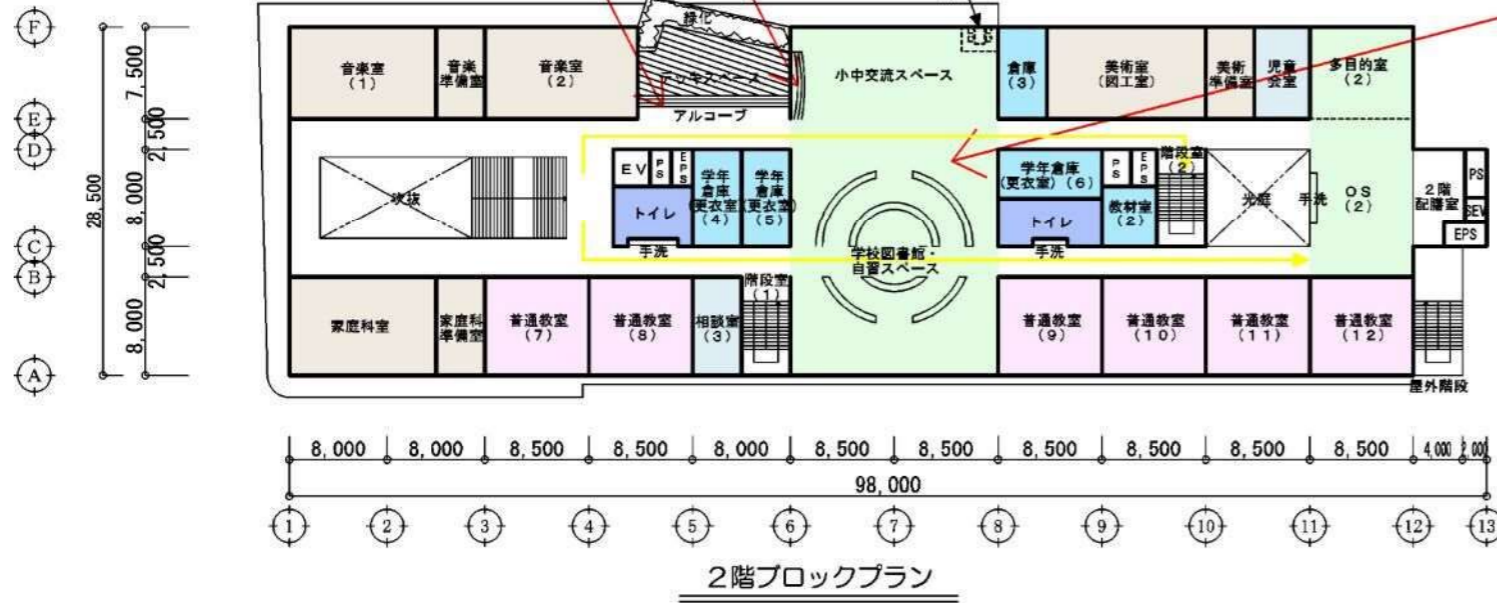 F
E
D
C
B
A
28,500
7,500
2,500
8,000
2,500
8,000
緑化
デッキスペース
アルコーブ
音楽室
(1)
音楽
準備室
音楽室
(2)
小中交流スペース
倉庫
(3)
美術室
(図工室)
美術
準備室
児童
会室
多目的室
(2)
吹抜
EV
PS
EPS
学年
倉庫
(更衣室)
(4)
学年
倉庫
(更衣室)
(5)
トイレ
手洗
学校図書館・
自習スペース
学年倉庫
(更衣室)(6)
PS
EPS
階段室
(2)
トイレ
教材室
(2)
手洗
光庭
手洗
OS
(2)
2階
配膳室
PS
SEV
EPS
家庭科室
家庭科
準備室
普通教室
(7)
普通教室
(8)
相談室
(3)
階段室
(1)
普通教室
(9)
普通教室
(10)
普通教室
(11)
普通教室
(12)
屋外階段
8,000 8,000 8,500 8,500 8,000 8,500 8,500 8,500 8,500 8,500 8,500 4,000 2,000
98,000
1 2 3 4 5 6 7 8 9 10 11 12 13
2階ブロックプラン